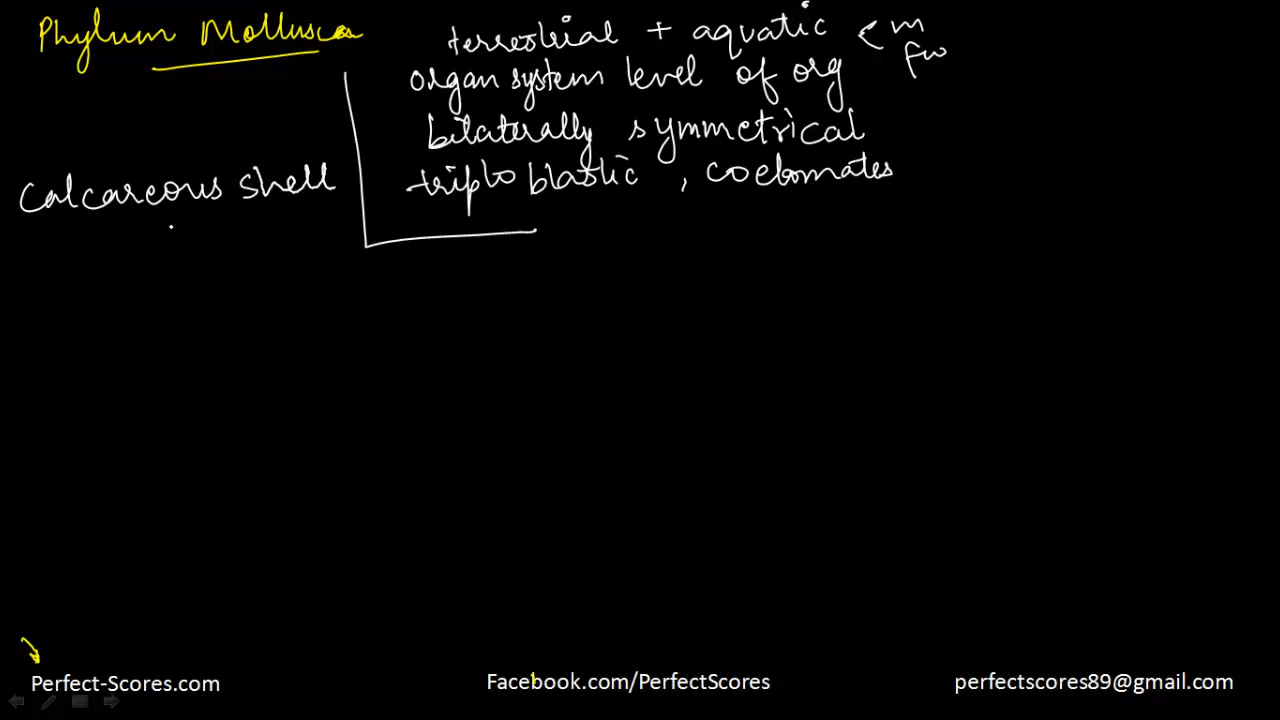 Phylum Mollusca
terrestrial + aquatic < m
fw
organ system level of org
bilaterally symmetrical
triploblastic, coelomates
Calcareous shell
Perfect-Scores.com
Facebook.com/PerfectScores
perfectscores89@gmail.com